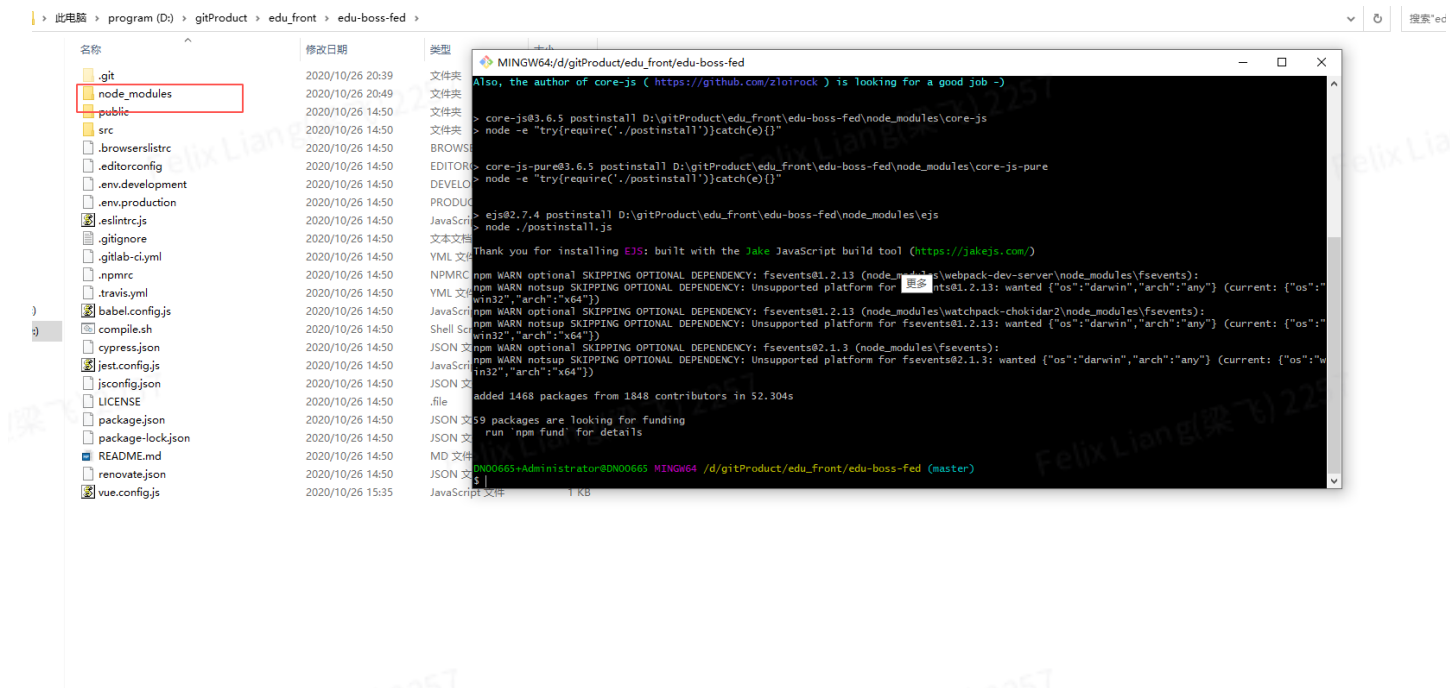 此电脑 › program (D:) › gitProduct › edu_front › edu-boss-fed ›
搜索"ed
名称 修改日期 类型 大小
.git 2020/10/26 20:39 文件夹
node_modules 2020/10/26 20:49 文件夹
public 2020/10/26 14:50 文件夹
src 2020/10/26 14:50 文件夹
.browserslistrc 2020/10/26 14:50 BROWSE
.editorconfig 2020/10/26 14:50 EDITOR
.env.development 2020/10/26 14:50 DEVELO
.env.production 2020/10/26 14:50 PRODUC
.eslintrc.js 2020/10/26 14:50 JavaScri
.gitignore 2020/10/26 14:50 文本文档
.gitlab-ci.yml 2020/10/26 14:50 YML 文件
.npmrc 2020/10/26 14:50 NPMRC
.travis.yml 2020/10/26 14:50 YML 文件
babel.config.js 2020/10/26 14:50 JavaScri
compile.sh 2020/10/26 14:50 Shell Scr
cypress.json 2020/10/26 14:50 JSON 文
jest.config.js 2020/10/26 14:50 JavaScri
jsconfig.json 2020/10/26 14:50 JSON 文
LICENSE 2020/10/26 14:50 .file
package.json 2020/10/26 14:50 JSON 文
package-lock.json 2020/10/26 14:50 JSON 文
README.md 2020/10/26 14:50 MD 文件
renovate.json 2020/10/26 14:50 JSON 文
vue.config.js 2020/10/26 15:35 JavaScript 文件 1 KB
MINGW64:/d/gitProduct/edu_front/edu-boss-fed
Also, the author of core-js ( https://github.com/zloirock ) is looking for a good job -)
> core-js@3.6.5 postinstall D:\gitProduct\edu_front\edu-boss-fed\node_modules\core-js
> node -e "try{require('./postinstall')}catch(e){}"
> core-js-pure@3.6.5 postinstall D:\gitProduct\edu_front\edu-boss-fed\node_modules\core-js-pure
> node -e "try{require('./postinstall')}catch(e){}"
> ejs@2.7.4 postinstall D:\gitProduct\edu_front\edu-boss-fed\node_modules\ejs
> node ./postinstall.js
Thank you for installing EJS: built with the Jake JavaScript build tool (https://jakejs.com/)
npm WARN optional SKIPPING OPTIONAL DEPENDENCY: fsevents@1.2.13 (node_modules\webpack-dev-server\node_modules\fsevents):
npm WARN notsup SKIPPING OPTIONAL DEPENDENCY: Unsupported platform for 更多 nts@1.2.13: wanted {"os":"darwin","arch":"any"} (current: {"os":"
win32","arch":"x64"})
npm WARN optional SKIPPING OPTIONAL DEPENDENCY: fsevents@1.2.13 (node_modules\watchpack-chokidar2\node_modules\fsevents):
npm WARN notsup SKIPPING OPTIONAL DEPENDENCY: Unsupported platform for fsevents@1.2.13: wanted {"os":"darwin","arch":"any"} (current: {"os":"
win32","arch":"x64"})
npm WARN optional SKIPPING OPTIONAL DEPENDENCY: fsevents@2.1.3 (node_modules\fsevents):
npm WARN notsup SKIPPING OPTIONAL DEPENDENCY: Unsupported platform for fsevents@2.1.3: wanted {"os":"darwin","arch":"any"} (current: {"os":"w
in32","arch":"x64"})
added 1468 packages from 1848 contributors in 52.304s
59 packages are looking for funding
run `npm fund` for details
DN00665+Administrator@DN00665 MINGW64 /d/gitProduct/edu_front/edu-boss-fed (master)
$
Felix Liang(梁飞) 2257